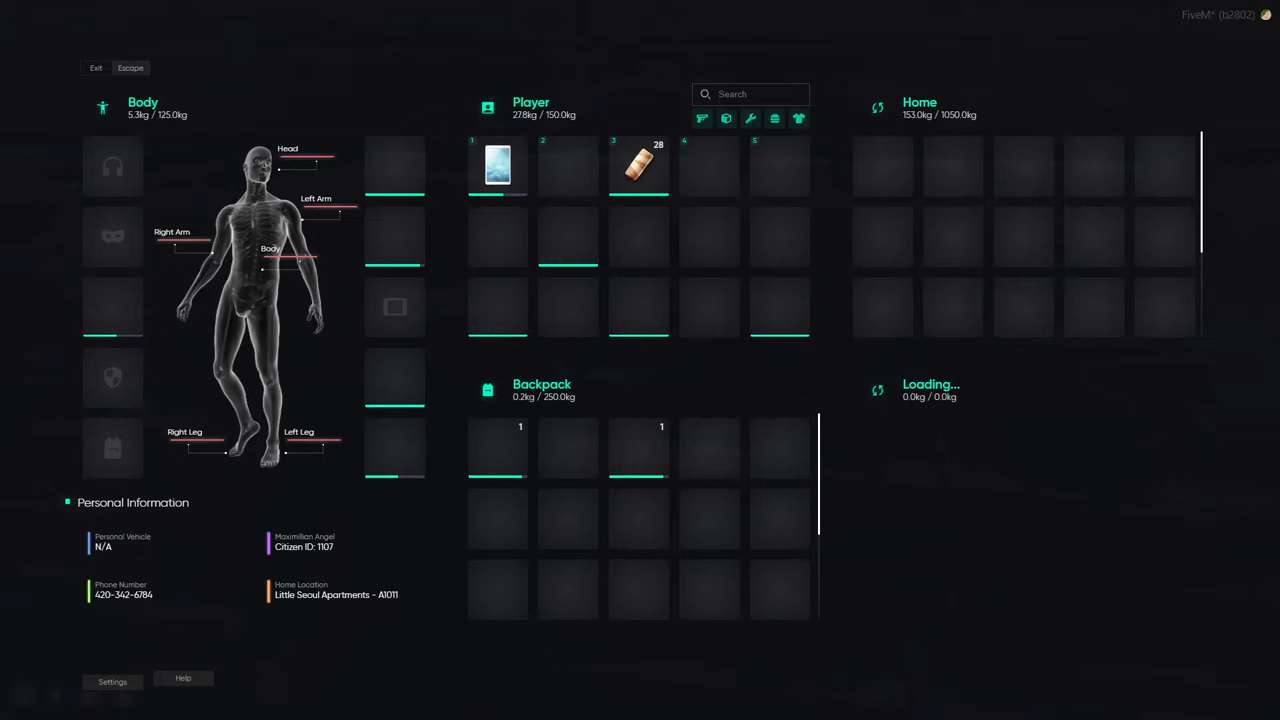 FiveM* (b2802)
Exit Escape
Body
5.3kg / 125.0kg
Head
Left Arm
Right Arm
Body
Right Leg
Left Leg
Personal Information
Personal Vehicle
N/A
Maximillian Angel
Citizen ID: 1107
Phone Number
420-342-6784
Home Location
Little Seoul Apartments - A1011
Settings
Help
Player
27.8kg / 150.0kg
Search
1
2
3
28
4
5
Backpack
0.2kg / 250.0kg
1
1
Home
153.0kg / 1050.0kg
Loading...
0.0kg / 0.0kg